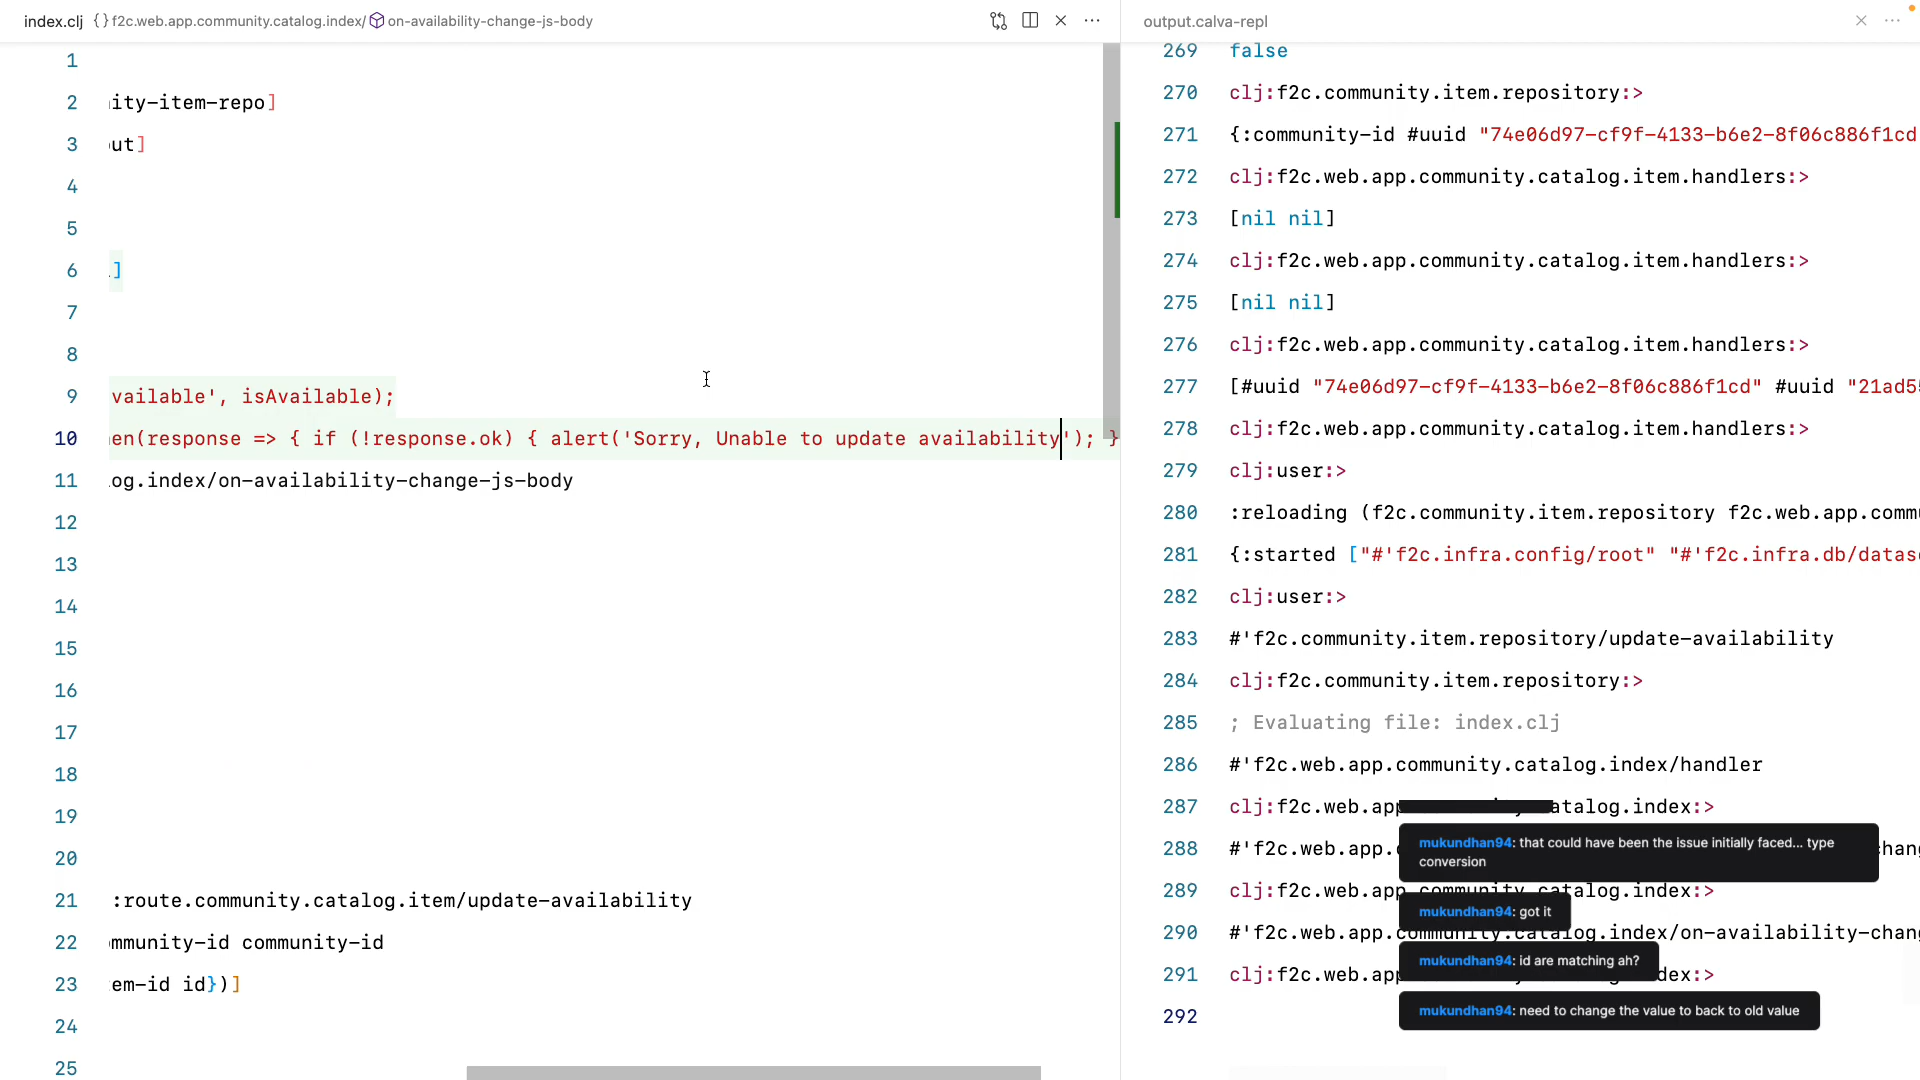 index.clj {} f2c.web.app.community.catalog.index/ on-availability-change-js-body
1
2 ity-item-repo]
3 ut]
4
5
6 .]
7
8
9 vailable', isAvailable);
10 en(response => { if (!response.ok) { alert('Sorry, Unable to update availability'); }
11 og.index/on-availability-change-js-body
12
13
14
15
16
17
18
19
20
21 :route.community.catalog.item/update-availability
22 mmunity-id community-id
23 em-id id})]
24
25
output.calva-repl
269 false
270 clj:f2c.community.item.repository:>
271 {:community-id #uuid "74e06d97-cf9f-4133-b6e2-8f06c886f1cd
272 clj:f2c.web.app.community.catalog.item.handlers:>
273 [nil nil]
274 clj:f2c.web.app.community.catalog.item.handlers:>
275 [nil nil]
276 clj:f2c.web.app.community.catalog.item.handlers:>
277 [#uuid "74e06d97-cf9f-4133-b6e2-8f06c886f1cd" #uuid "21ad5
278 clj:f2c.web.app.community.catalog.item.handlers:>
279 clj:user:>
280 :reloading (f2c.community.item.repository f2c.web.app.comm
281 {:started ["#'f2c.infra.config/root" "#'f2c.infra.db/datas
282 clj:user:>
283 #'f2c.community.item.repository/update-availability
284 clj:f2c.community.item.repository:>
285 ; Evaluating file: index.clj
286 #'f2c.web.app.community.catalog.index/handler
287 clj:f2c.web.app atalog.index:>
288 #'f2c.web.app. chang
289 clj:f2c.web.app.community.catalog.index:>
290 #'f2c.web.app.community.catalog.index/on-availability-chan
291 clj:f2c.web.app dex:>
292
mukundhan94: that could have been the issue initially faced... type
conversion
mukundhan94: got it
mukundhan94: id are matching ah?
mukundhan94: need to change the value to back to old value